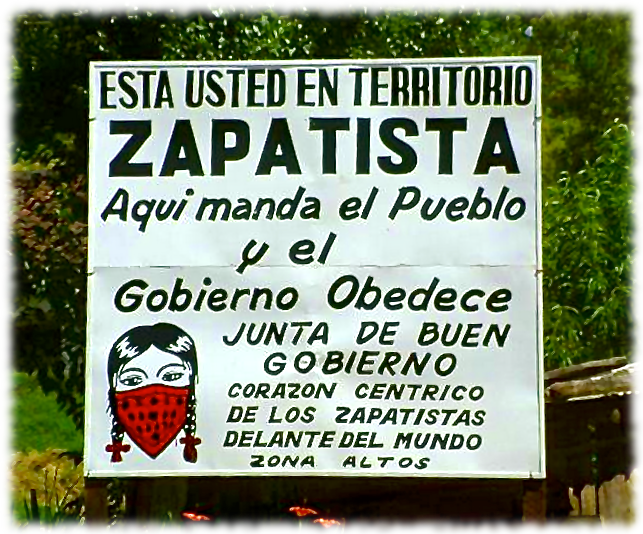 ESTA USTED EN TERRITORIO
ZAPATISTA
Aqui manda el Pueblo
y el
Gobierno Obedece
JUNTA DE BUEN
GOBIERNO
CORAZON CENTRICO
DE LOS ZAPATISTAS
DELANTE DEL MUNDO
ZONA ALTOS